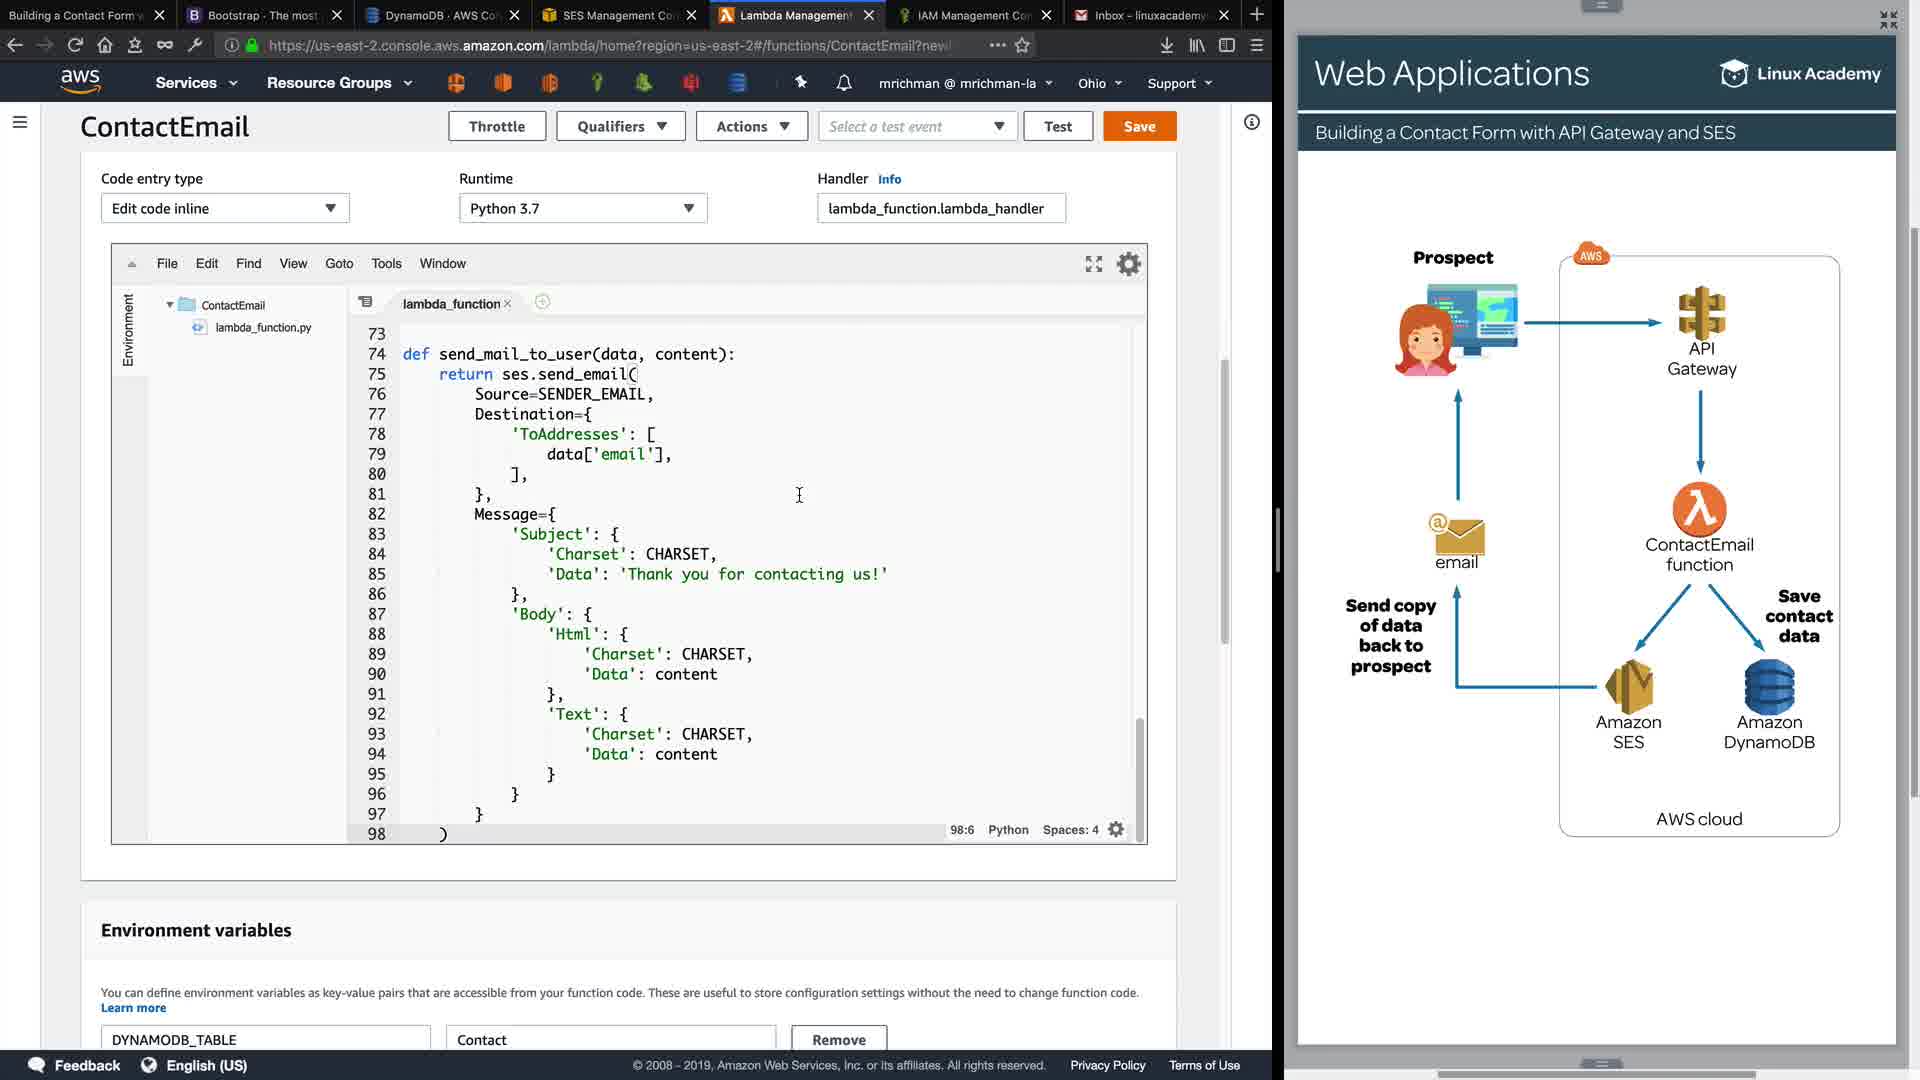 Building a Contact Form w
Bootstrap · The most
DynamoDB · AWS Co
SES Management Co
Lambda Management
IAM Management Co
Inbox – linuxacademy
https://us-east-2.console.aws.amazon.com/lambda/home?region=us-east-2#/functions/ContactEmail?new
aws Services Resource Groups mrichman @ mrichman-la Ohio Support
ContactEmail Throttle Qualifiers Actions Select a test event Test Save
Code entry type Runtime Handler Info
Edit code inline Python 3.7 lambda_function.lambda_handler
File Edit Find View Goto Tools Window
Environment
ContactEmail
lambda_function.py
lambda_function
73
74 def send_mail_to_user(data, content):
75 return ses.send_email(
76 Source=SENDER_EMAIL,
77 Destination={
78 'ToAddresses': [
79 data['email'],
80 ],
81 },
82 Message={
83 'Subject': {
84 'Charset': CHARSET,
85 'Data': 'Thank you for contacting us!'
86 },
87 'Body': {
88 'Html': {
89 'Charset': CHARSET,
90 'Data': content
91 },
92 'Text': {
93 'Charset': CHARSET,
94 'Data': content
95 }
96 }
97 }
98 )
98:6 Python Spaces: 4
Environment variables
You can define environment variables as key-value pairs that are accessible from your function code. These are useful to store configuration settings without the need to change function code.
Learn more
DYNAMODB_TABLE Contact Remove
Feedback English (US) © 2008 - 2019, Amazon Web Services, Inc. or its affiliates. All rights reserved. Privacy Policy Terms of Use
Web Applications Linux Academy
Building a Contact Form with API Gateway and SES
Prospect
AWS
API
Gateway
ContactEmail
function
email
Send copy
of data
back to
prospect
Save
contact
data
Amazon
SES
Amazon
DynamoDB
AWS cloud